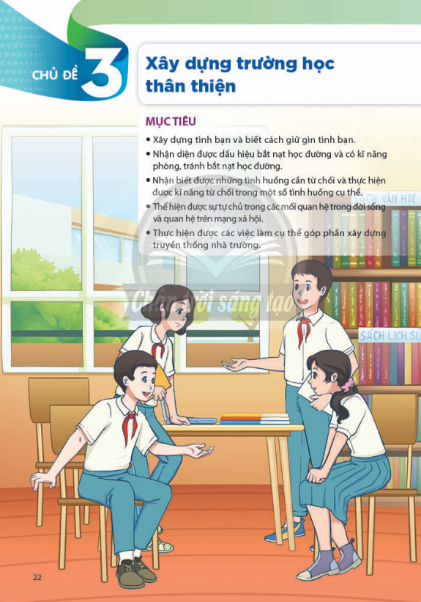 CHỦ ĐỀ 3
Xây dựng trường học
thân thiện
MỤC TIÊU
• Xây dựng tình bạn và biết cách giữ gìn tình bạn.
• Nhận diện được dấu hiệu bắt nạt học đường và có kĩ năng
phòng, tránh bắt nạt học đường.
• Nhận biết được những tình huống cần từ chối và thực hiện
được kĩ năng từ chối trong một số tình huống cụ thể.
• Thể hiện được sự tự chủ trong các mối quan hệ trong đời sống
và quan hệ trên mạng xã hội.
• Thực hiện được các việc làm cụ thể góp phần xây dựng
truyền thống nhà trường.
SÁCH VĂN HỌC
Chân trời sáng tạo
SÁCH LỊCH SỬ
22